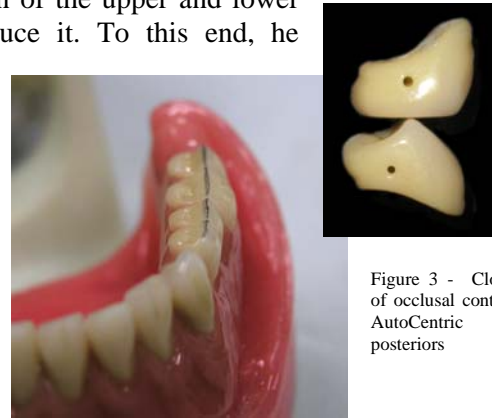 of the upper and lower
uce it. To this end, he
Figure 3 - Clo
of occlusal cont
AutoCentric
posteriors